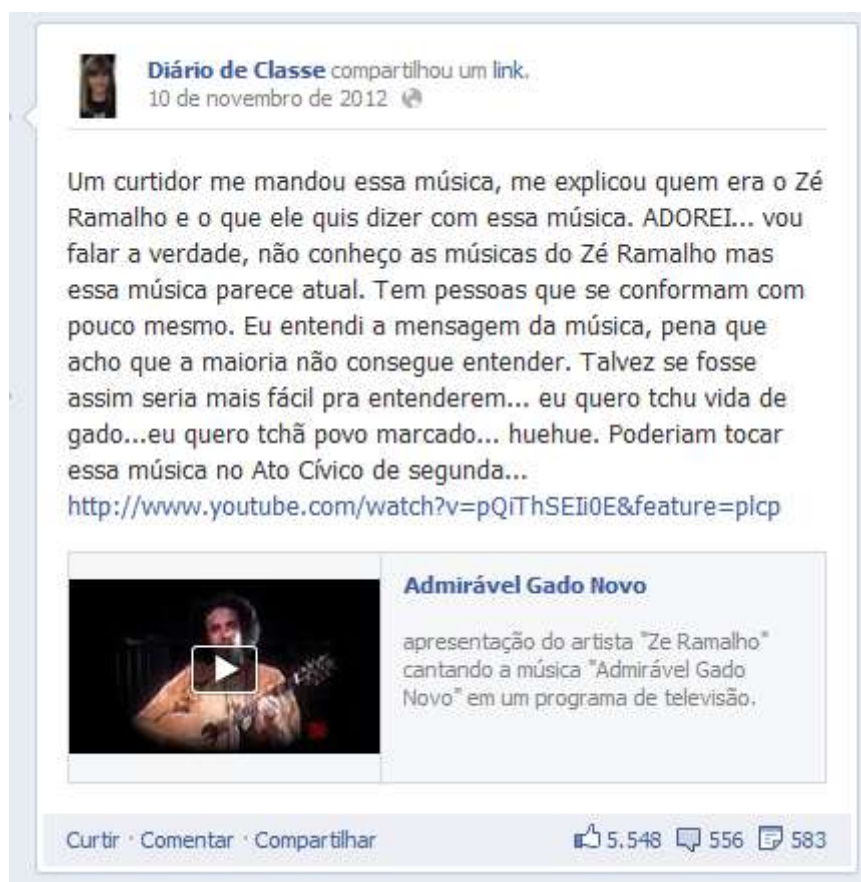 Diário de Classe compartilhou um link.
10 de novembro de 2012
Um curtidor me mandou essa música, me explicou quem era o Zé
Ramalho e o que ele quis dizer com essa música. ADOREI... vou
falar a verdade, não conheço as músicas do Zé Ramalho mas
essa música parece atual. Tem pessoas que se conformam com
pouco mesmo. Eu entendi a mensagem da música, pena que
acho que a maioria não consegue entender. Talvez se fosse
assim seria mais fácil pra entenderem... eu quero tchu vida de
gado...eu quero tchã povo marcado... huehue. Poderiam tocar
essa música no Ato Cívico de segunda...
http://www.youtube.com/watch?v=pQiThSEIi0E&feature=plcp
Admirável Gado Novo
apresentação do artista "Ze Ramalho"
cantando a música "Admirável Gado
Novo" em um programa de televisão.
Curtir · Comentar · Compartilhar 5.548 556 583